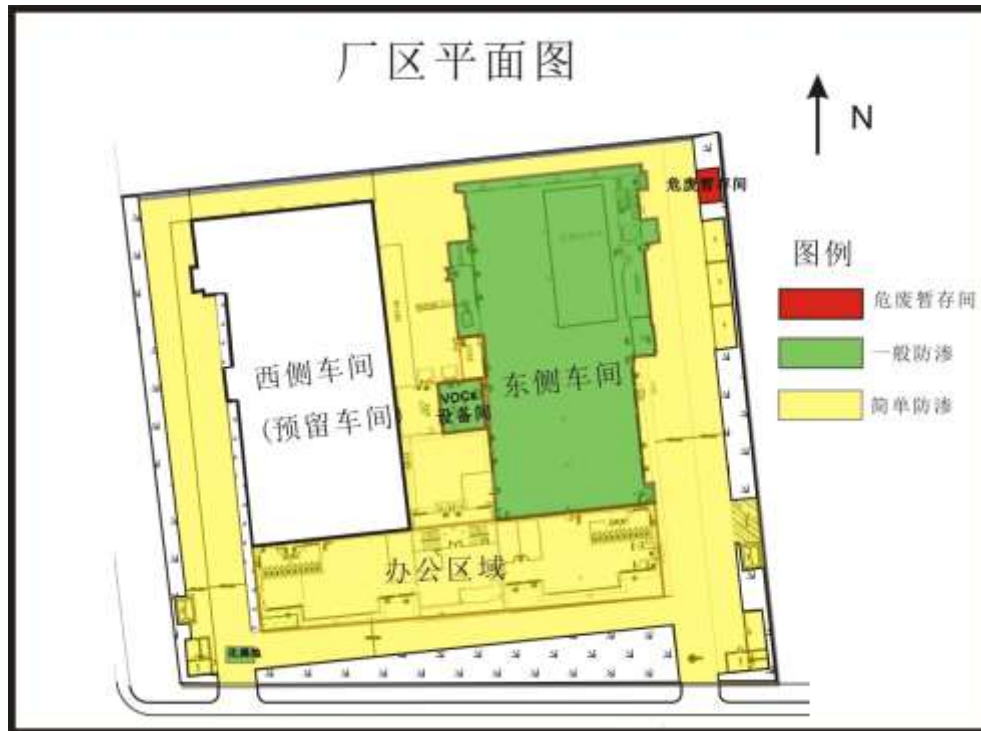 厂区平面图
N
危废暂存间
图例
危废暂存间
一般防渗
简单防渗
西侧车间
(预留车间)
东侧车间
VOCs
设备间
办公区域